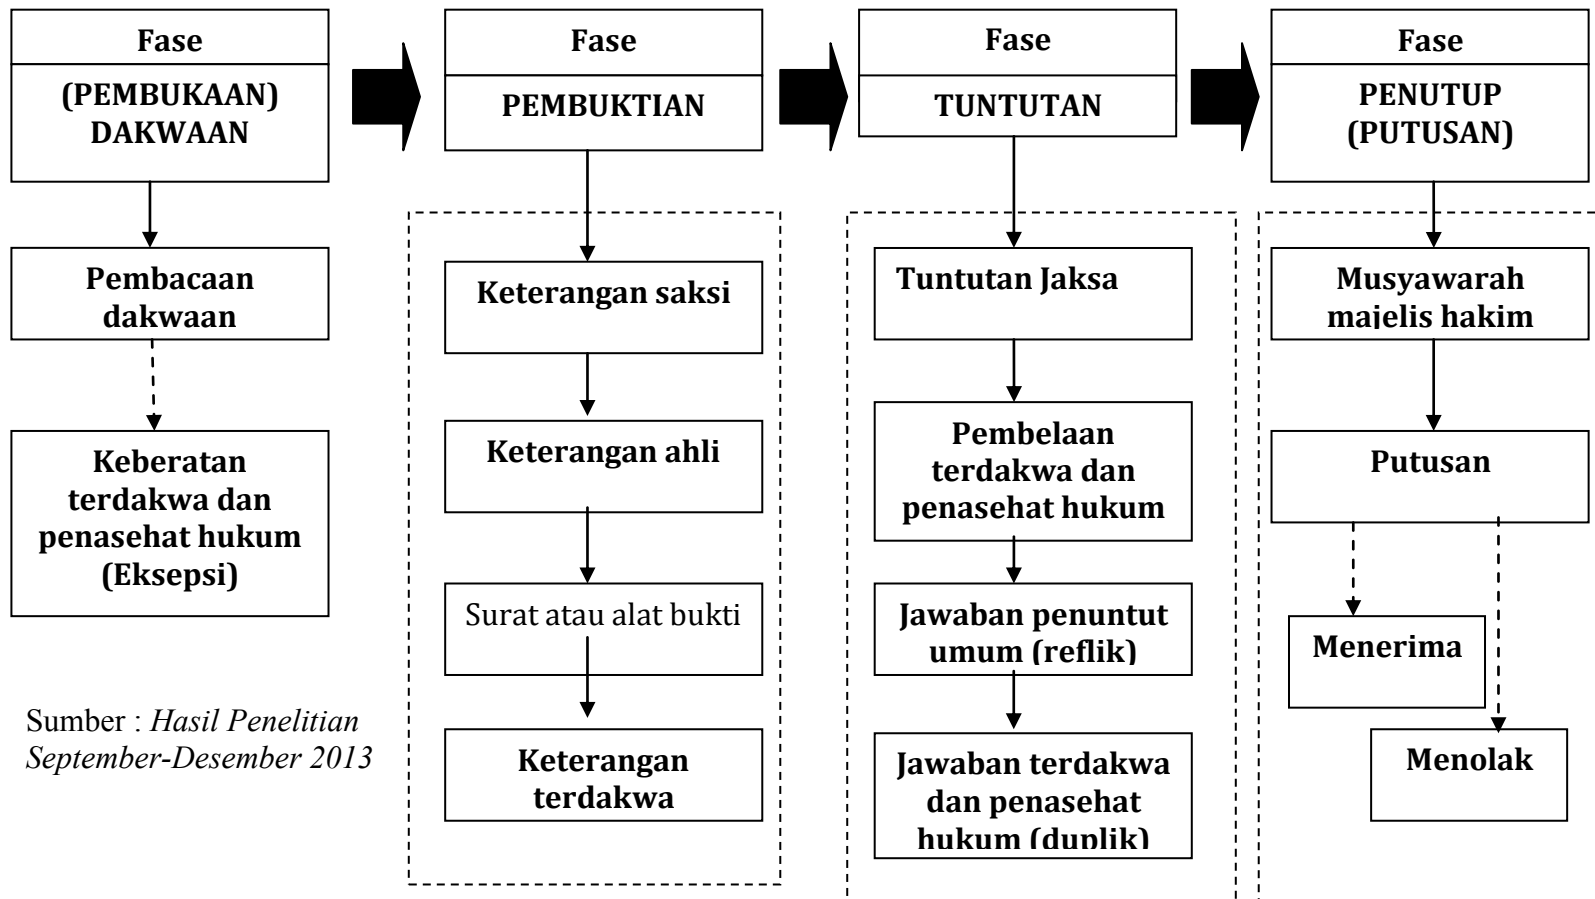 Fase
(PEMBUKAAN)
DAKWAAN
Pembacaan
dakwaan
Keberatan
terdakwa dan
penasehat hukum
(Eksepsi)
Sumber : Hasil Penelitian
September-Desember 2013
Fase
PEMBUKTIAN
Keterangan saksi
Keterangan ahli
Surat atau alat bukti
Keterangan
terdakwa
Fase
TUNTUTAN
Tuntutan Jaksa
Pembelaan
terdakwa dan
penasehat hukum
Jawaban penuntut
umum (reflik)
Jawaban terdakwa
dan penasehat
hukum (duplik)
Fase
PENUTUP
(PUTUSAN)
Musyawarah
majelis hakim
Putusan
Menerima
Menolak